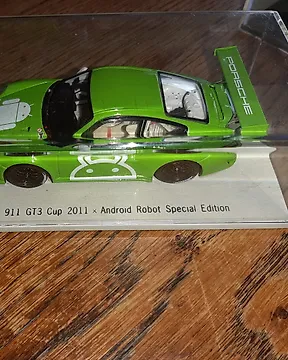 PORSCHE
911 GT3 Cup 2011 × Android Robot Special Edition